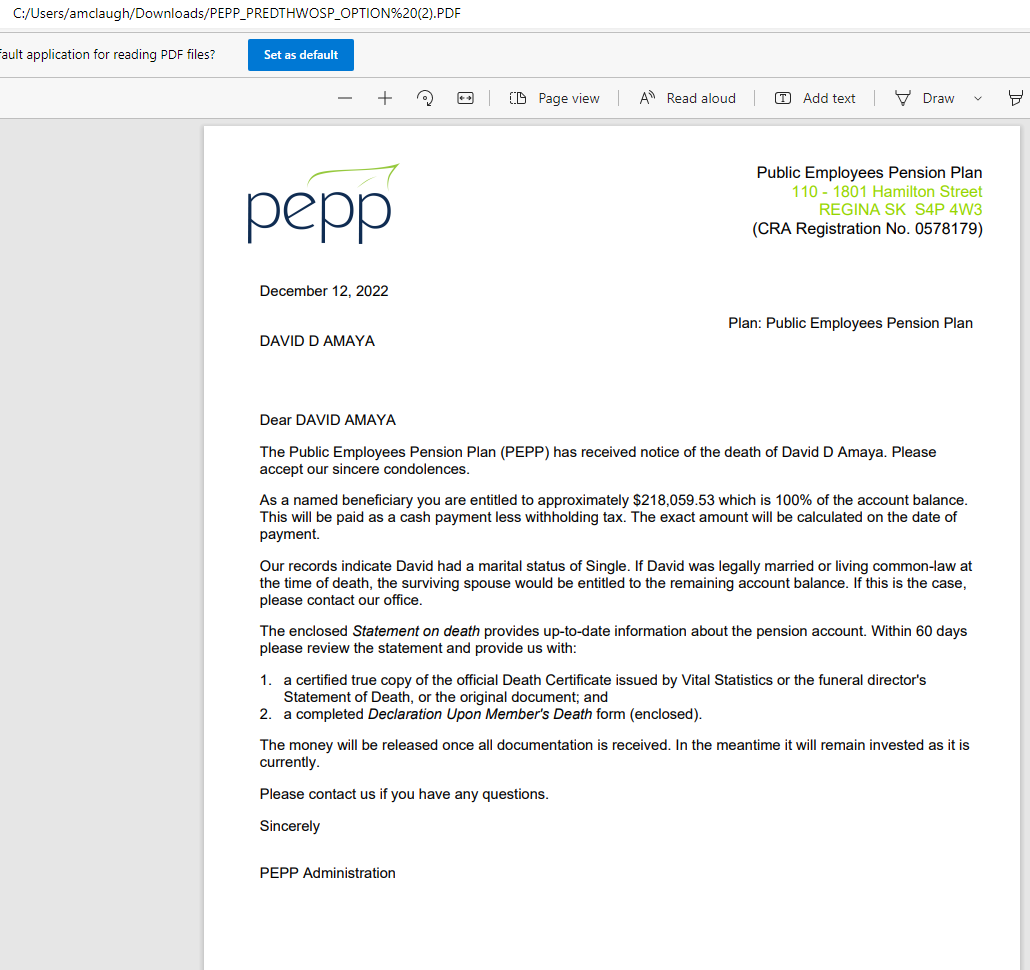 C:/Users/amclaugh/Downloads/PEPP_PREDTHWOSP_OPTION%20(2).PDF
fault application for reading PDF files?
Set as default
Page view
Read aloud
Add text
Draw
pepp
Public Employees Pension Plan
110 - 1801 Hamilton Street
REGINA SK  S4P 4W3
(CRA Registration No. 0578179)
December 12, 2022
Plan: Public Employees Pension Plan
DAVID D AMAYA
Dear DAVID AMAYA
The Public Employees Pension Plan (PEPP) has received notice of the death of David D Amaya. Please
accept our sincere condolences.
As a named beneficiary you are entitled to approximately $218,059.53 which is 100% of the account balance.
This will be paid as a cash payment less withholding tax. The exact amount will be calculated on the date of
payment.
Our records indicate David had a marital status of Single. If David was legally married or living common-law at
the time of death, the surviving spouse would be entitled to the remaining account balance. If this is the case,
please contact our office.
The enclosed Statement on death provides up-to-date information about the pension account. Within 60 days
please review the statement and provide us with:
1. a certified true copy of the official Death Certificate issued by Vital Statistics or the funeral director's
Statement of Death, or the original document; and
2. a completed Declaration Upon Member's Death form (enclosed).
The money will be released once all documentation is received. In the meantime it will remain invested as it is
currently.
Please contact us if you have any questions.
Sincerely
PEPP Administration